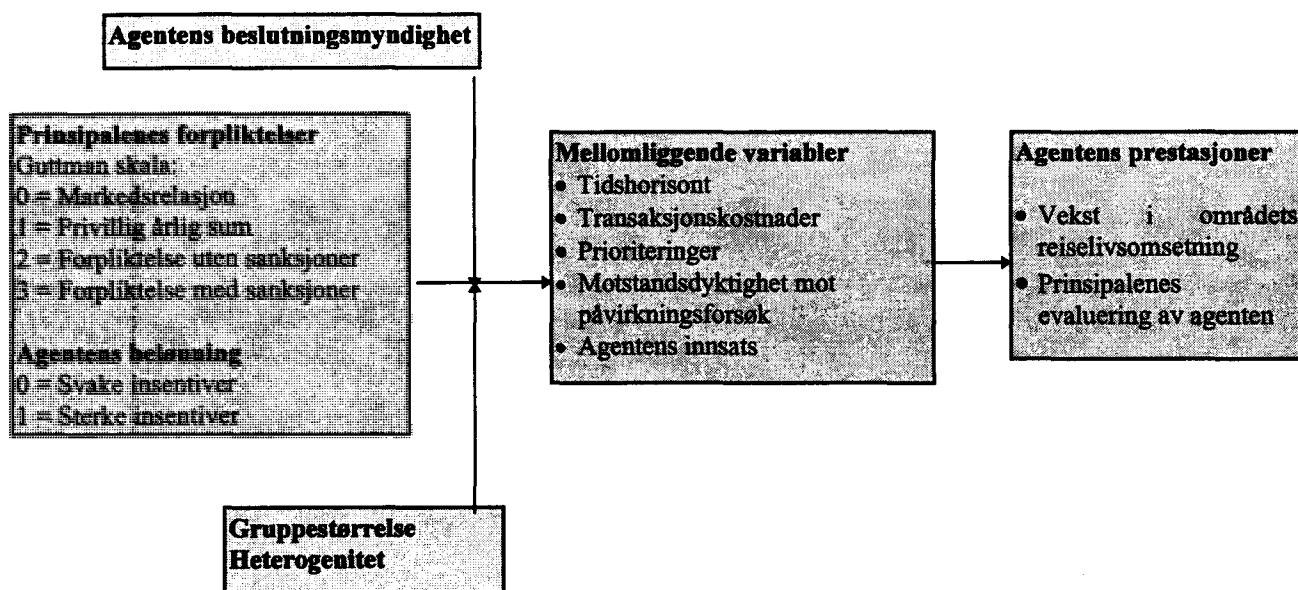 Agentens beslutningsmyndighet
Prinsipalenes forpliktelser
Guttman skala:
0 = Markedsrelasjon
1 = Frivillig årlig sum
2 = Forpliktelse uten sanksjoner
3 = Forpliktelse med sanksjoner
Agentens belønning
0 = Svake insentiver
1 = Sterke insentiver
Mellomliggende variabler
• Tidshorisont
• Transaksjonskostnader
• Prioriteringer
• Motstandsdyktighet mot
påvirkningsforsøk
• Agentens innsats
Agentens prestasjoner
• Vekst i områdets
reiselivsomsetning
• Prinsipalenes
evaluering av agenten
Gruppestørrelse
Heterogenitet